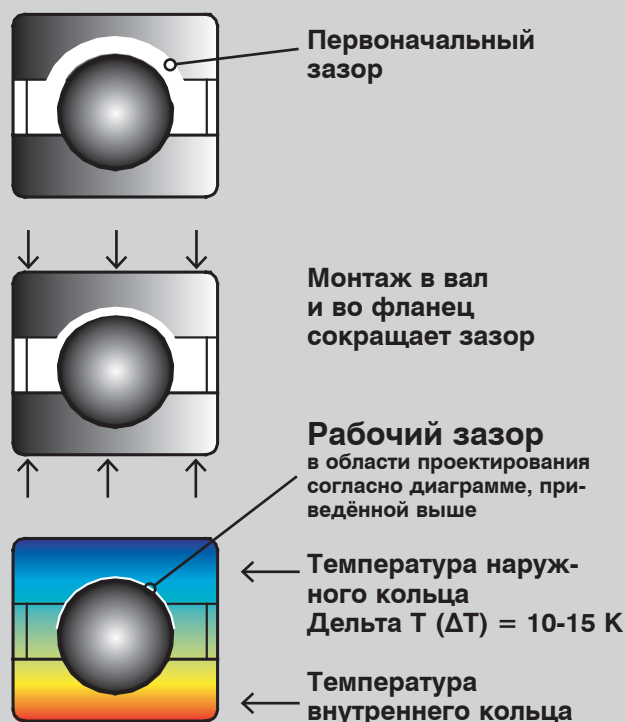 Первоначальный
зазор
Монтаж в вал
и во фланец
сокращает зазор
Рабочий зазор
в области проектирования
согласно диаграмме, при-
ведённой выше
Температура наруж-
ного кольца
Дельта Т (ΔТ) = 10-15 К
Температура
внутреннего кольца